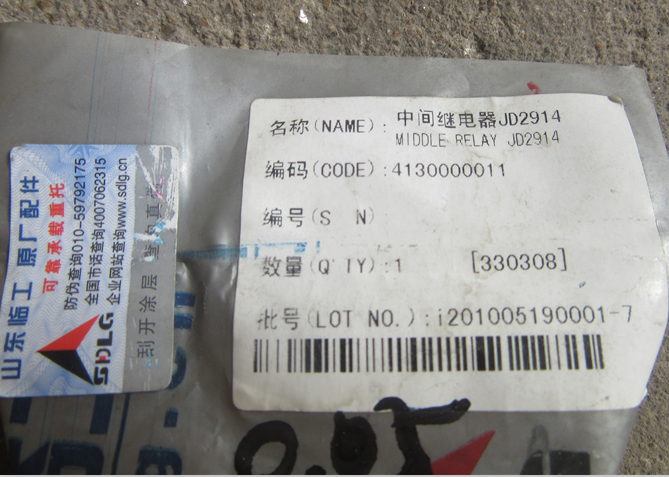 名称(NAME): 中间继电器JD2914
MIDDLE RELAY JD2914
编码(CODE):4130000011
编号(S N)
数量(Q'TY):1 [330308]
批号(LOT NO.):i201005190001-7
山东临工 原厂配件
可靠承载重托
防伪查询010-59792175
全国市话查询4007062315
企业网站查询www.sdlg.cn
SDLG
刮开涂层
0.05